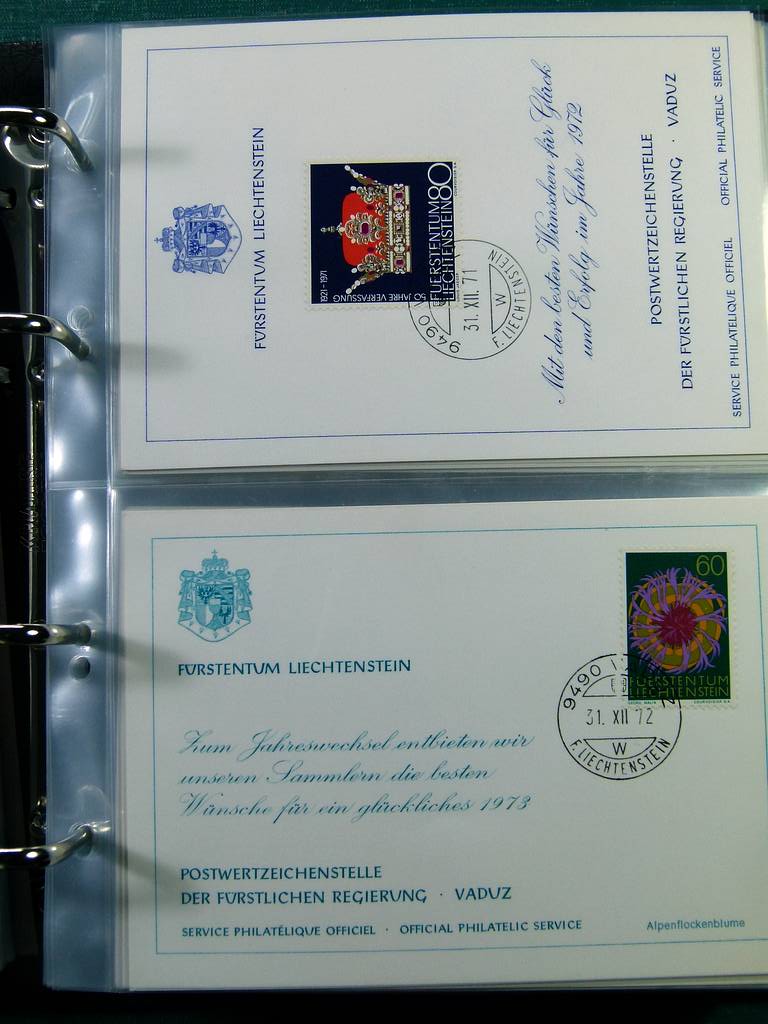 FÜRSTENTUM LIECHTENSTEIN
1921-1971
50 JAHRE VERFASSUNG
FÜRSTENTUM
LIECHTENSTEIN
80
9490
31. XII. 71
W
F. LIECHTENSTEIN
Mit den besten Wünschen für Glück
und Erfolg im Jahre 1972
POSTWERTZEICHENSTELLE
DER FÜRSTLICHEN REGIERUNG · VADUZ
SERVICE PHILATELIQUE OFFICIEL OFFICIAL PHILATELIC SERVICE
60
FÜRSTENTUM
LIECHTENSTEIN
9490
31. XII 72
W
F. LIECHTENSTEIN
FÜRSTENTUM LIECHTENSTEIN
Zum Jahreswechsel entbieten wir
unseren Sammlern die besten
Wünsche für ein glückliches 1973
POSTWERTZEICHENSTELLE
DER FÜRSTLICHEN REGIERUNG · VADUZ
SERVICE PHILATÉLIQUE OFFICIEL · OFFICIAL PHILATELIC SERVICE
Alpenflockenblume